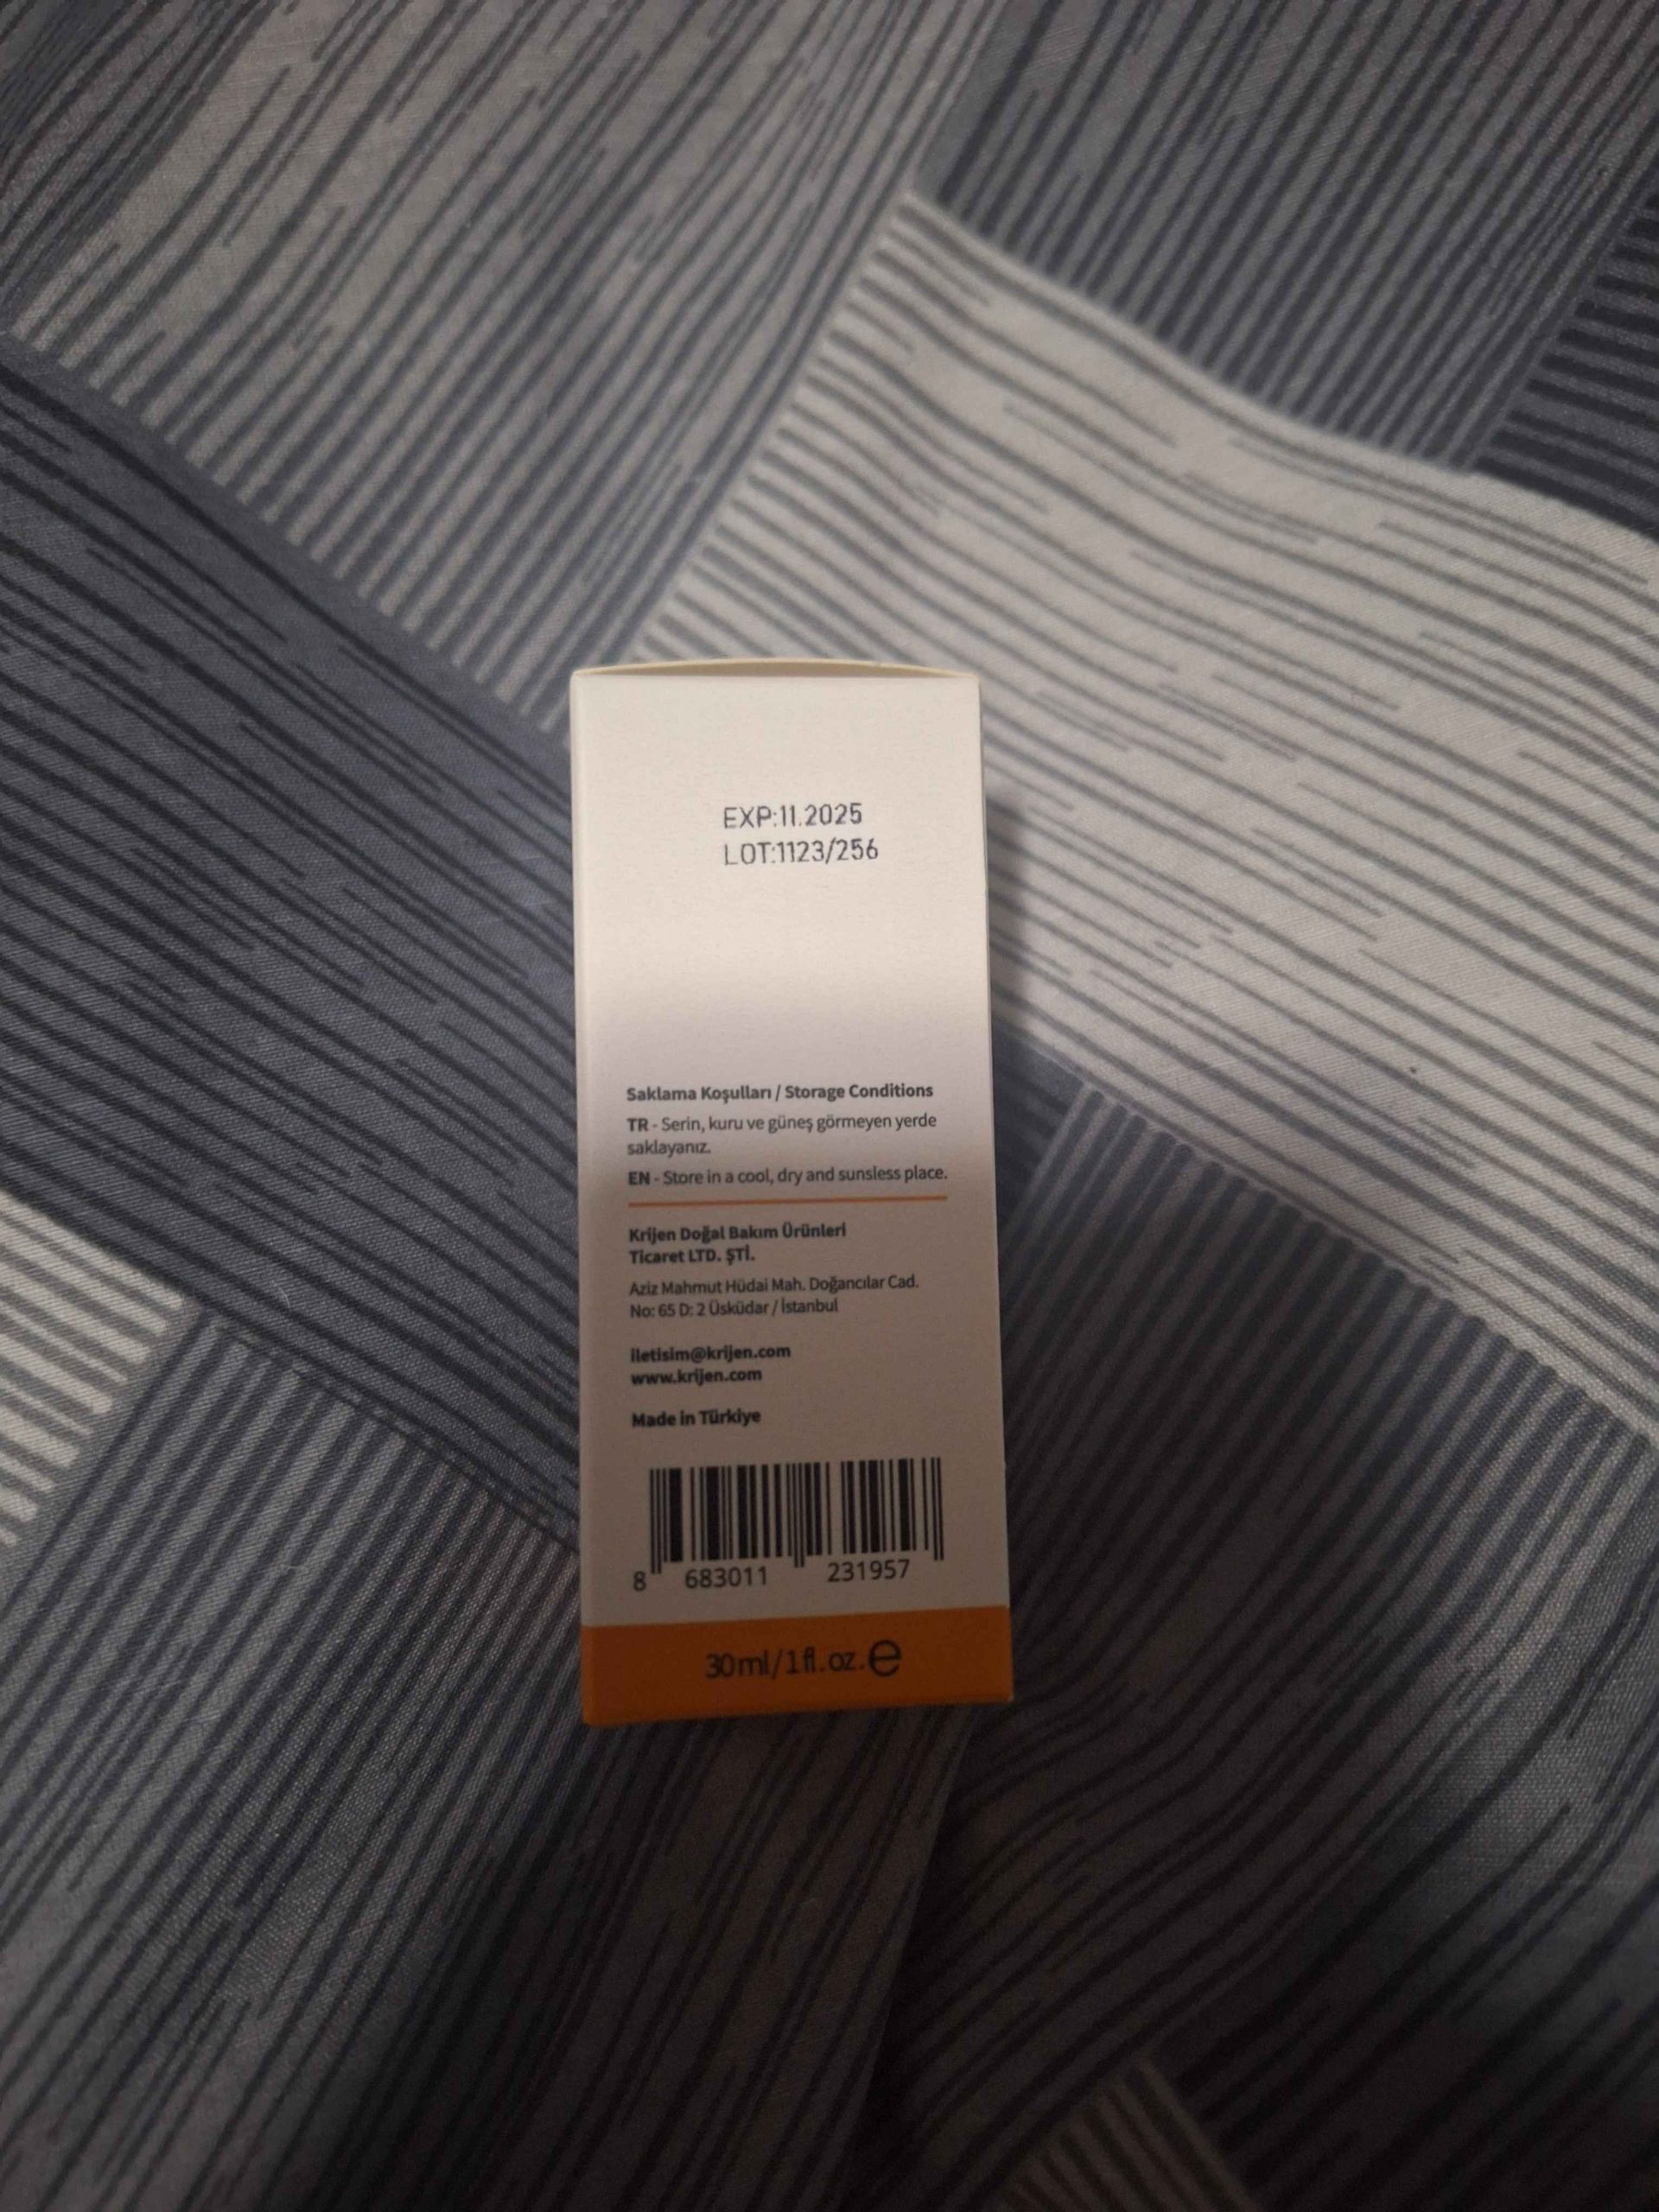 EXP:11.2025
LOT:1123/256
Saklama Koşulları / Storage Conditions
TR - Serin, kuru ve güneş görmeyen yerde
saklayanız.
EN - Store in a cool, dry and sunsless place.
Krijen Doğal Bakım Ürünleri
Ticaret LTD. ŞTİ.
Aziz Mahmut Hüdai Mah. Doğancılar Cad.
No: 65 D: 2 Üsküdar / İstanbul
iletisim@krijen.com
www.krijen.com
Made in Türkiye
8 683011 231957
30ml/1fl.oz.℮